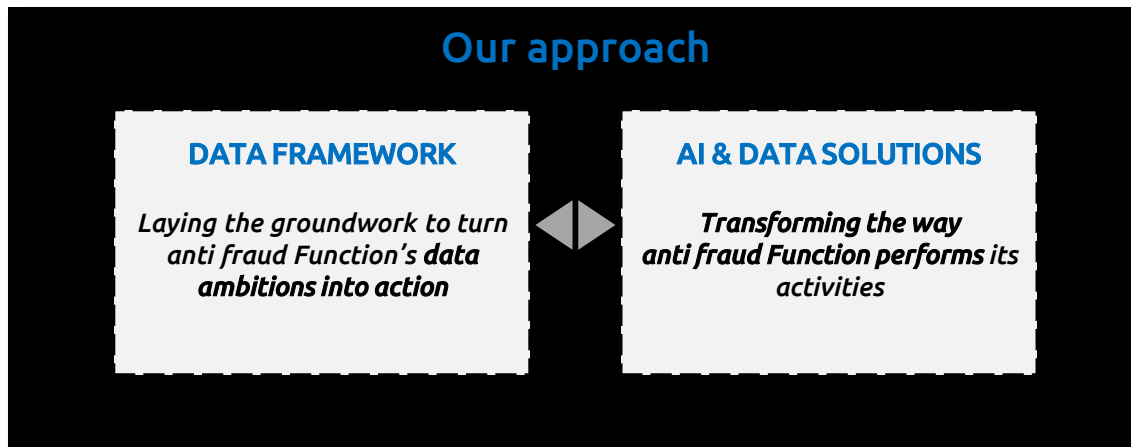 Our approach
DATA FRAMEWORK
Laying the groundwork to turn
anti fraud Function’s data
ambitions into action
AI & DATA SOLUTIONS
Transforming the way
anti fraud Function performs its
activities